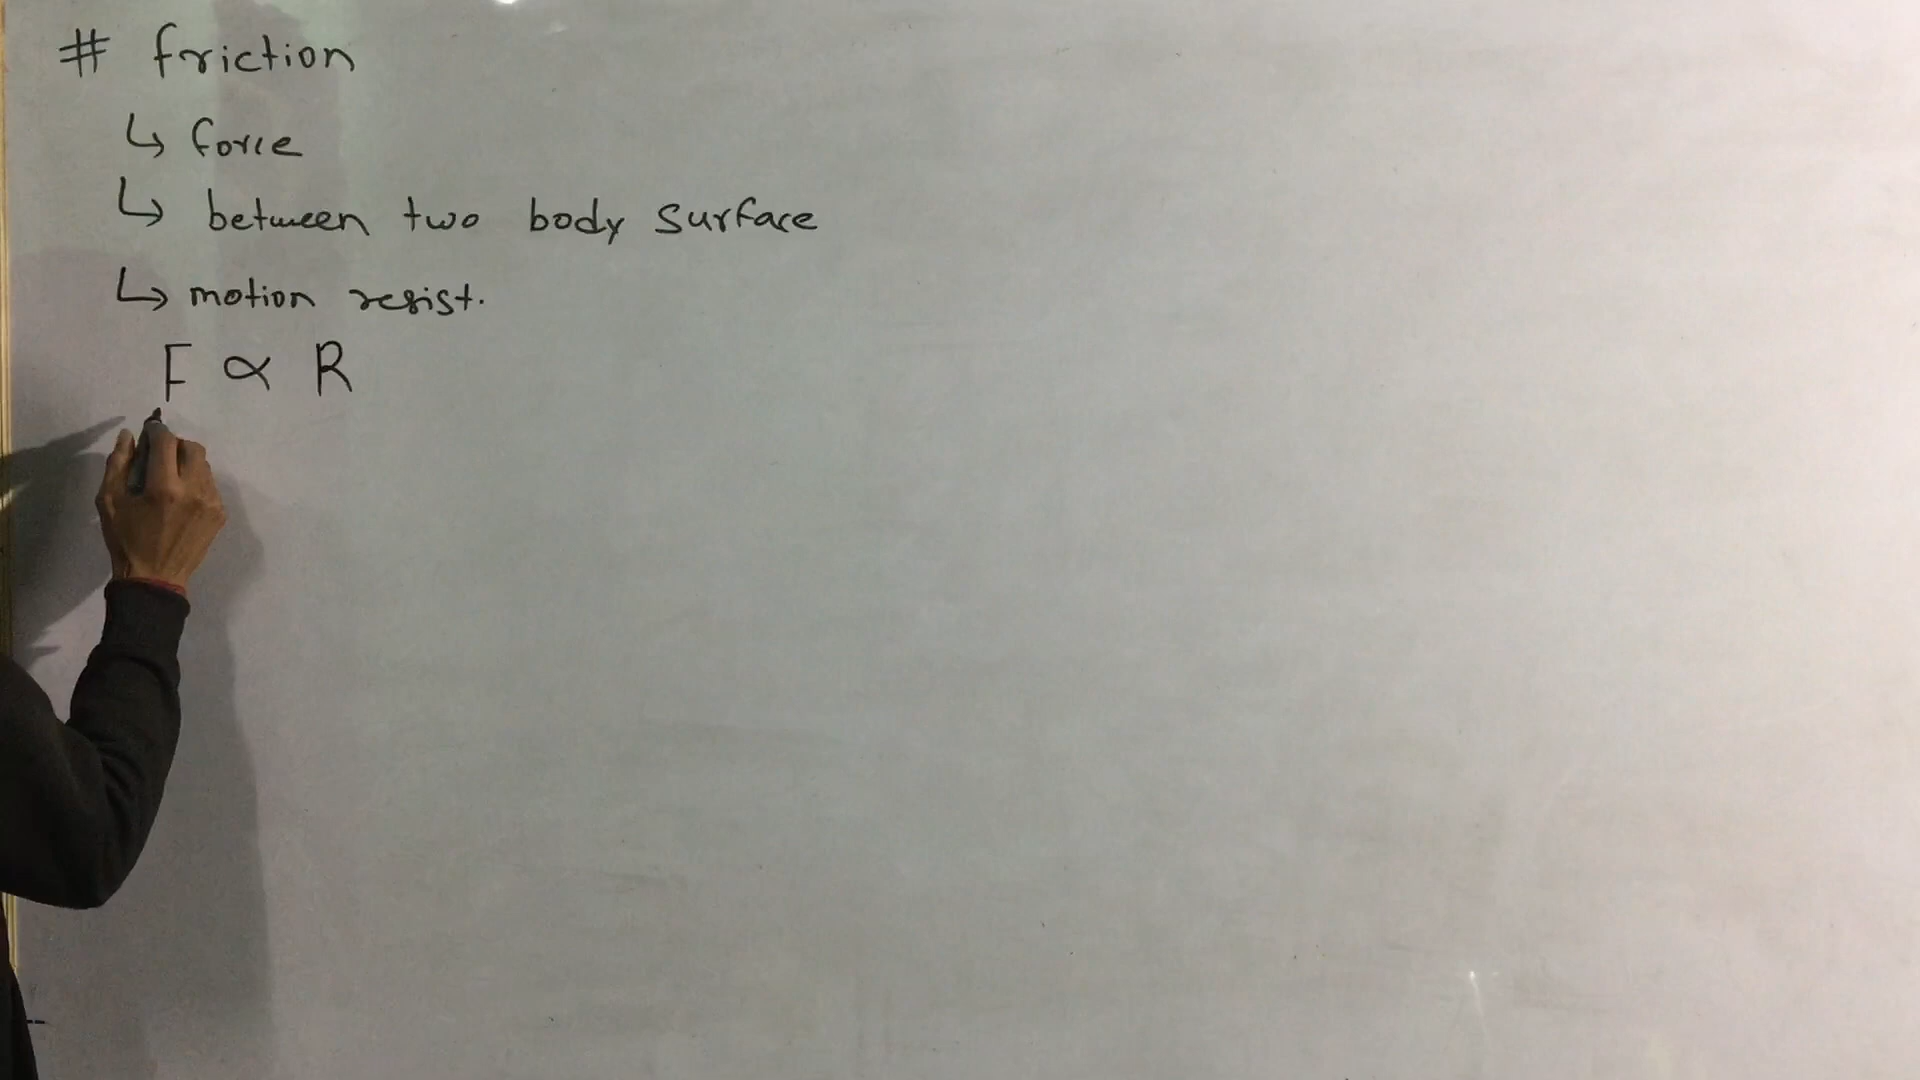 # friction
↳ force
↳ between two body surface
↳ motion resist.
F ∝ R